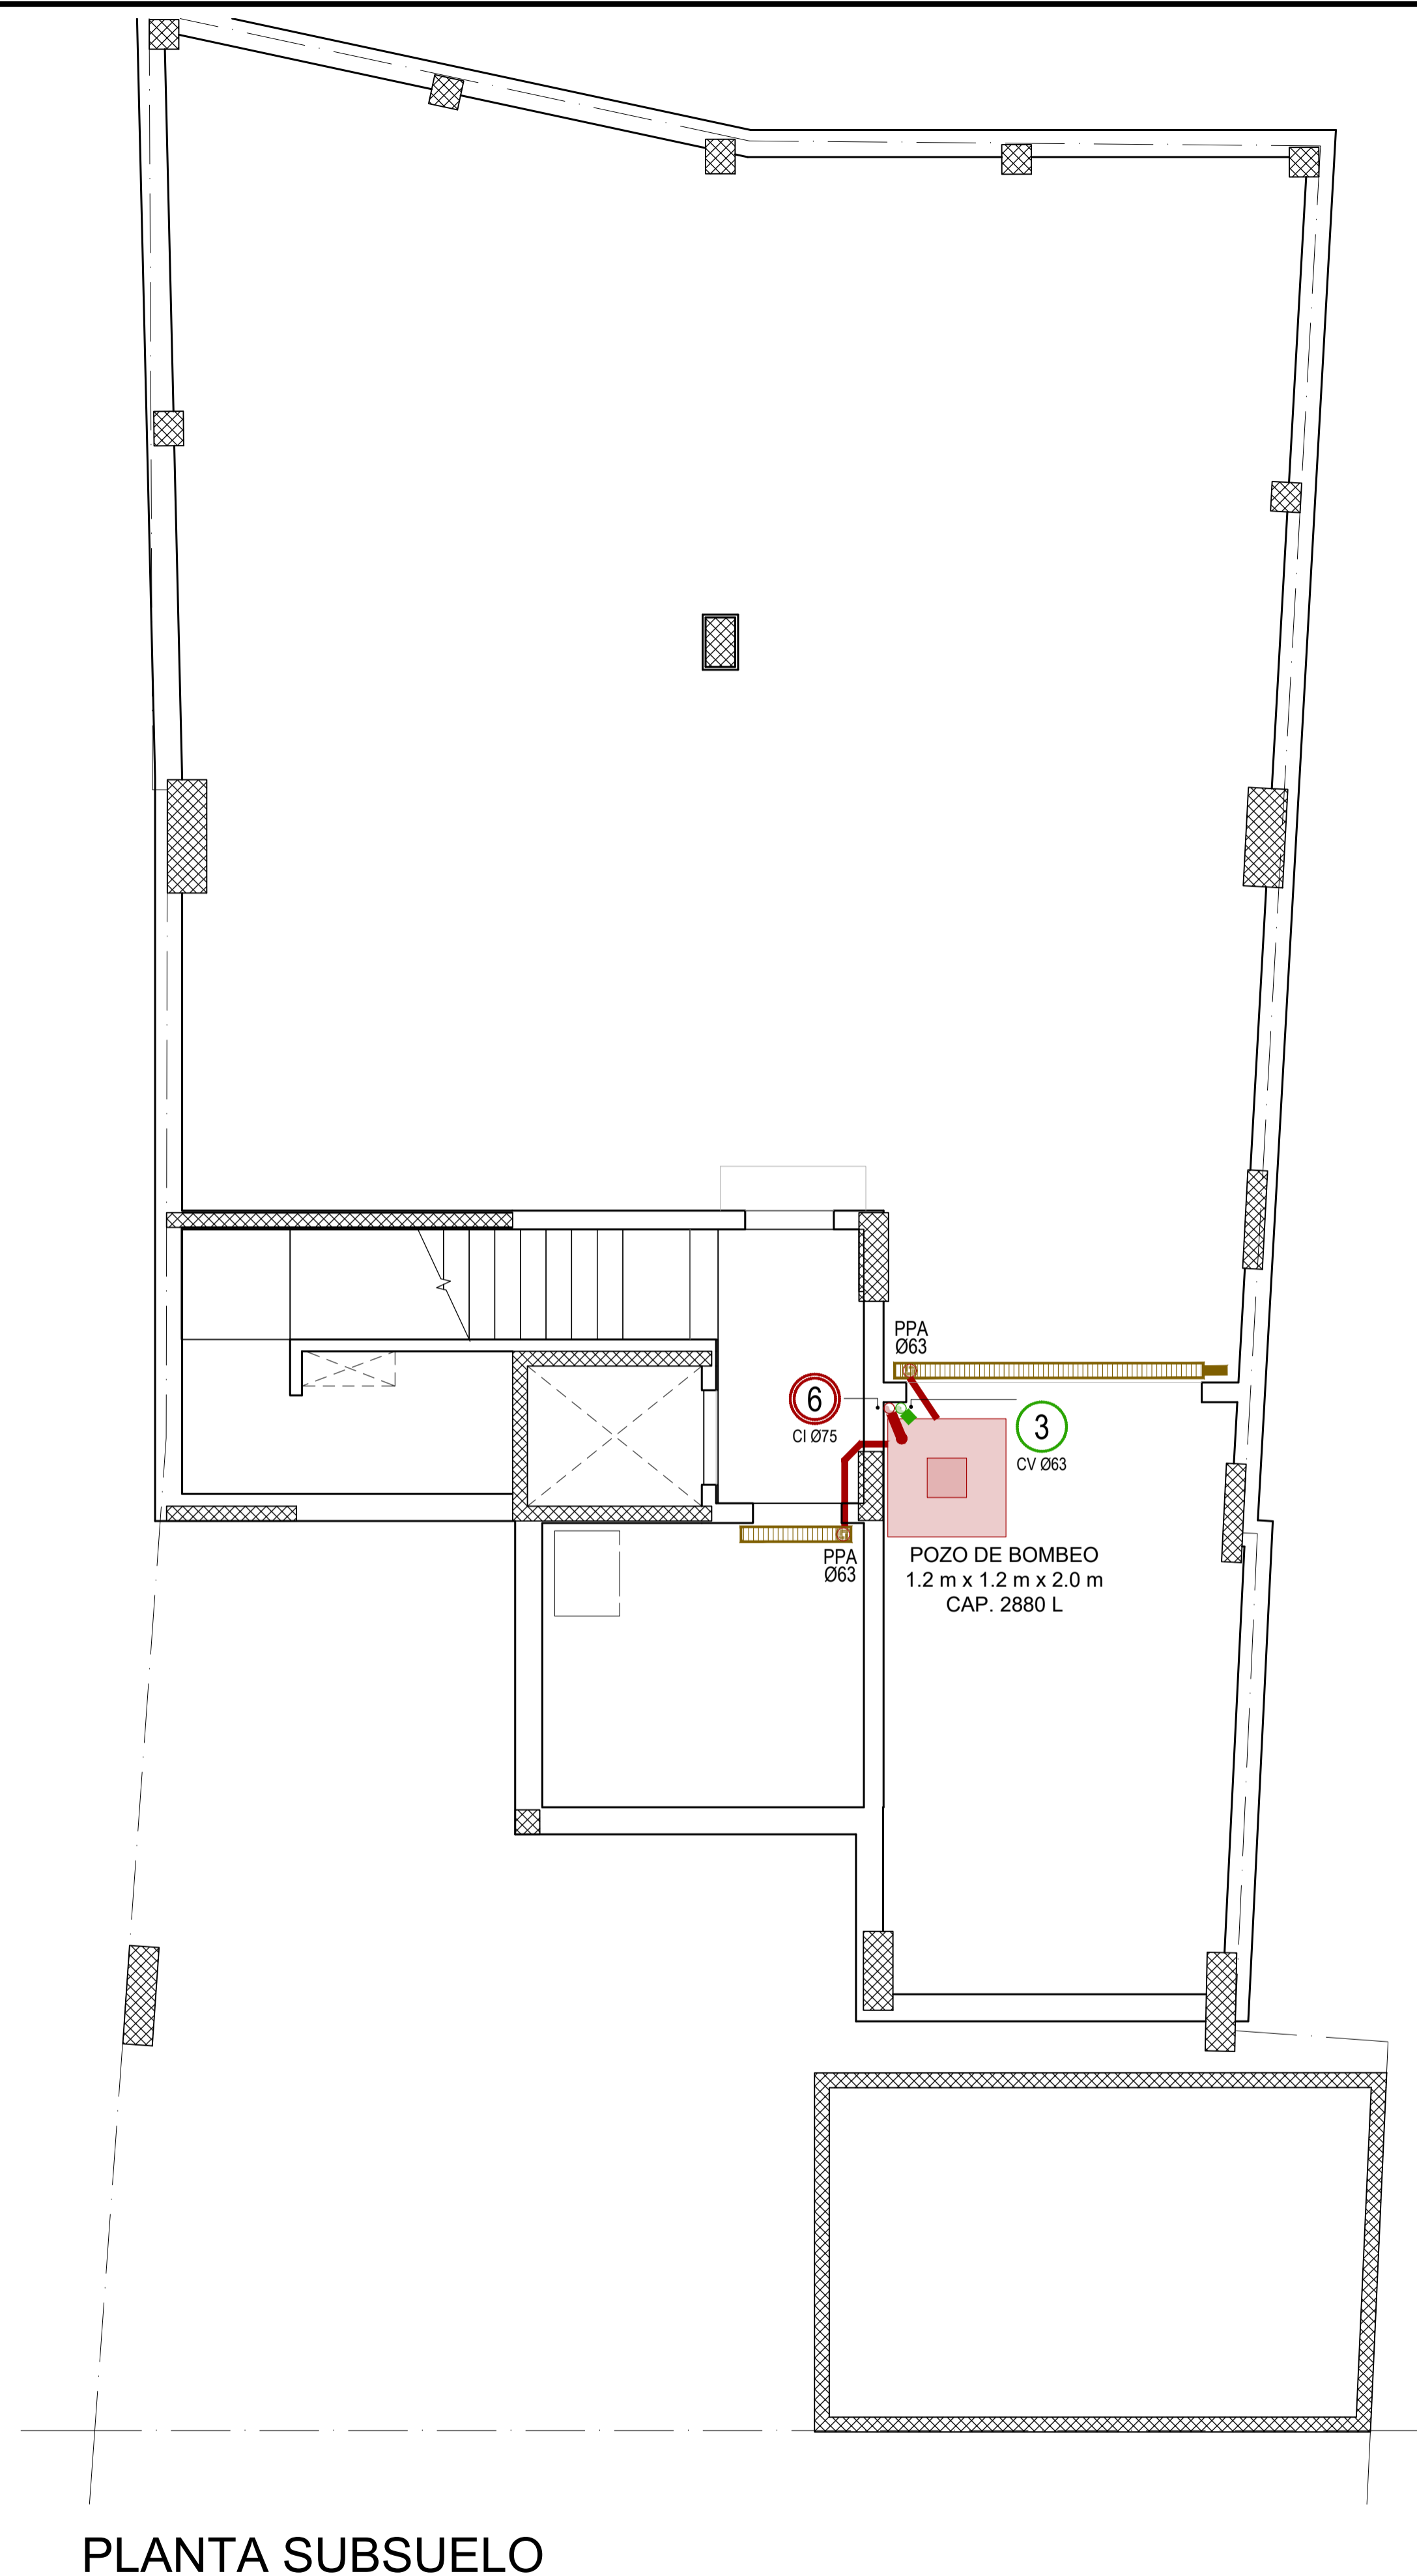 PPA
Ø63
6
CI Ø75
3
CV Ø63
PPA
Ø63
POZO DE BOMBEO
1.2 m x 1.2 m x 2.0 m
CAP. 2880 L
PLANTA SUBSUELO